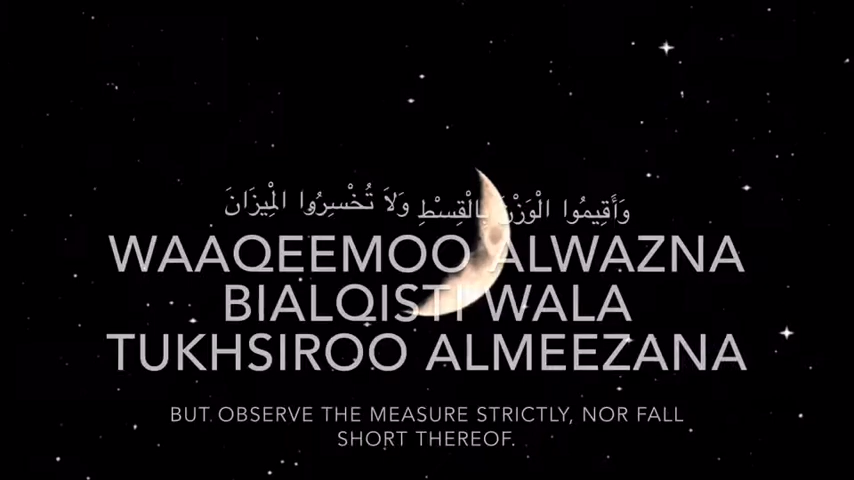 وَأَقِيمُوا الْوَزْنَ بِالْقِسْطِ وَلَا تُخْسِرُوا الْمِيزَانَ
WAAQEEMOO ALWAZNA
BIALQISTI WALA
TUKHSIROO ALMEEZANA
BUT OBSERVE THE MEASURE STRICTLY, NOR FALL
SHORT THEREOF.